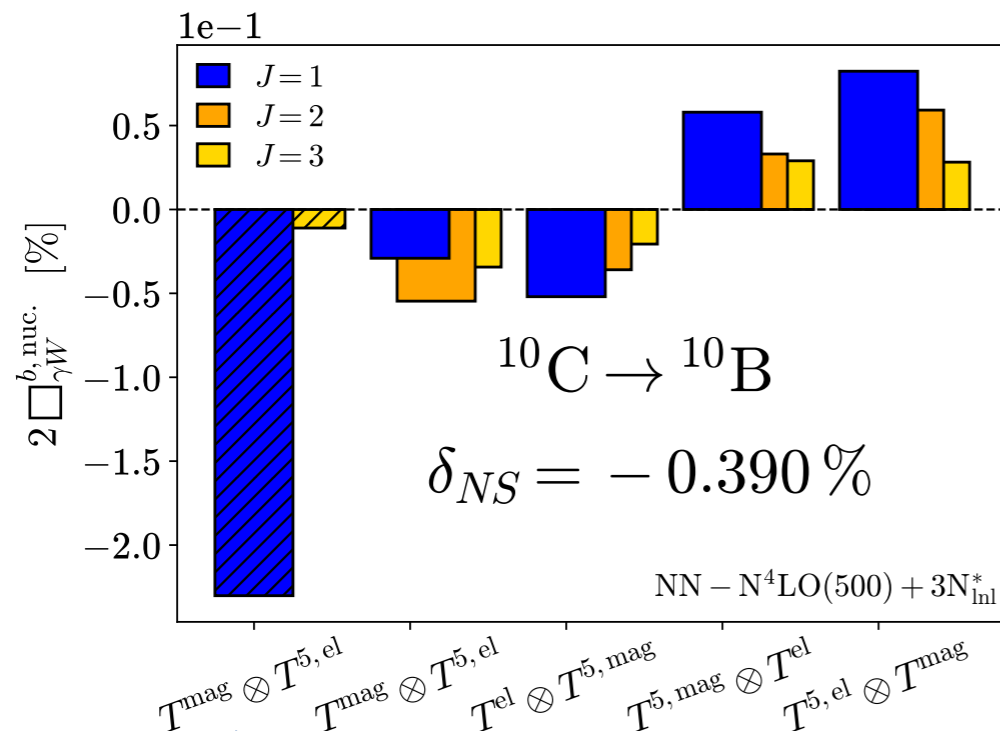 1e−1
J = 1
J = 2
J = 3
0.5
0.0
−0.5
−1.0
−1.5
−2.0
2□^{b, nuc.}_{γW} [%]
¹⁰C → ¹⁰B
δ_{NS} = − 0.390 %
NN − N⁴LO(500) + 3N*_{lnl}
T^{mag} ⊗ T^{5, el}
T^{mag} ⊗ T^{5, el}
T^{el} ⊗ T^{5, mag}
T^{5, mag} ⊗ T^{el}
T^{5, el} ⊗ T^{mag}